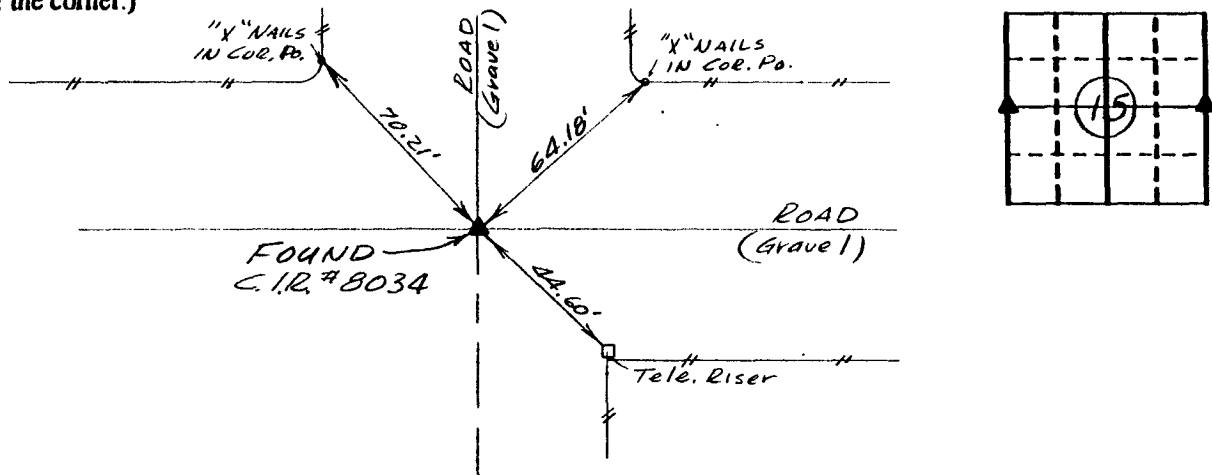 the corner.)
"X" NAILS
IN COR. PO.
"X" NAILS
IN COR. PO.
ROAD
(Gravel)
70.21'
64.18'
15
ROAD
(Gravel)
FOUND
C.I.R. #8034
44.60'
Tele. Riser